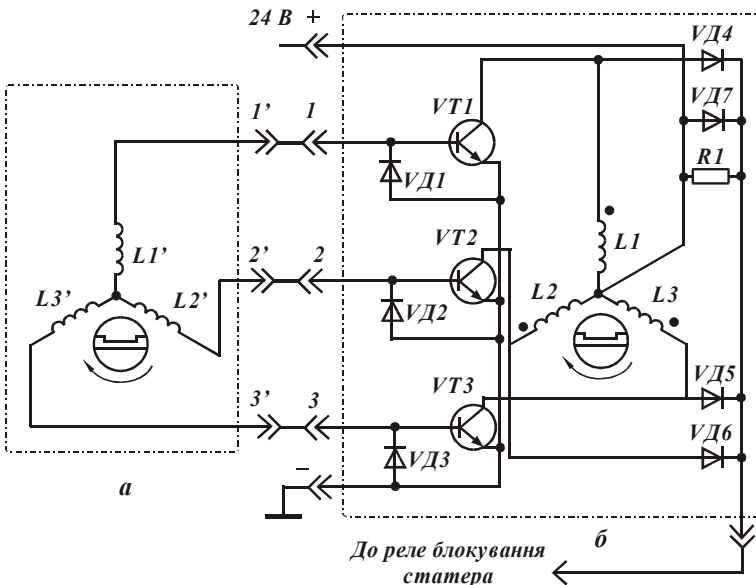 24 В +
VД4
VД7
R1
1’ 1
VT1
VД1
L1’
L1
2’ 2
VT2
L3’ L2’
L2 L3
VД2
3’ 3
VT3
VД5
VД6
VД3
–
а
б
До реле блокування
статера